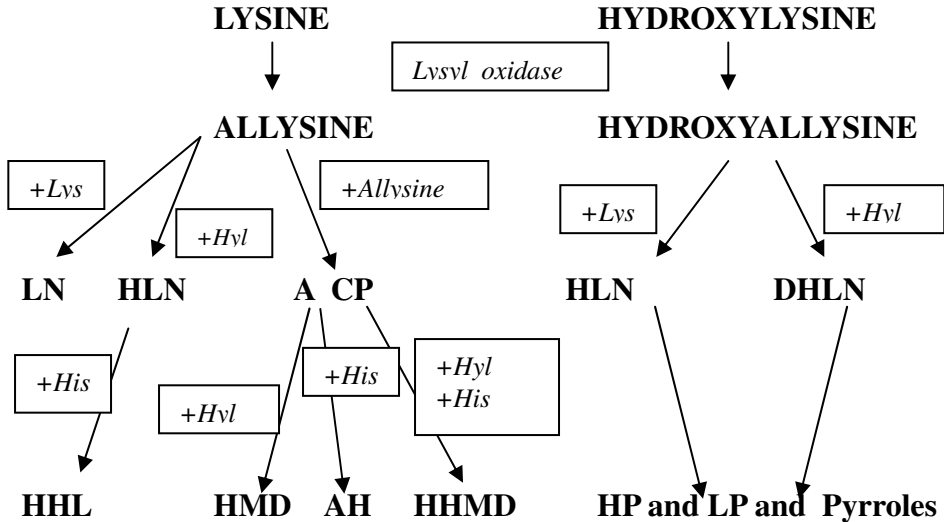 LYSINE HYDROXYLYSINE
Lysyl oxidase
ALLYSINE HYDROXYALLYSINE
+Lys +Allysine +Lys +Hyl
+Hyl
LN HLN A CP HLN DHLN
+His +Hyl +His +Hyl
+His
HHL HMD AH HHMD HP and LP and Pyrroles